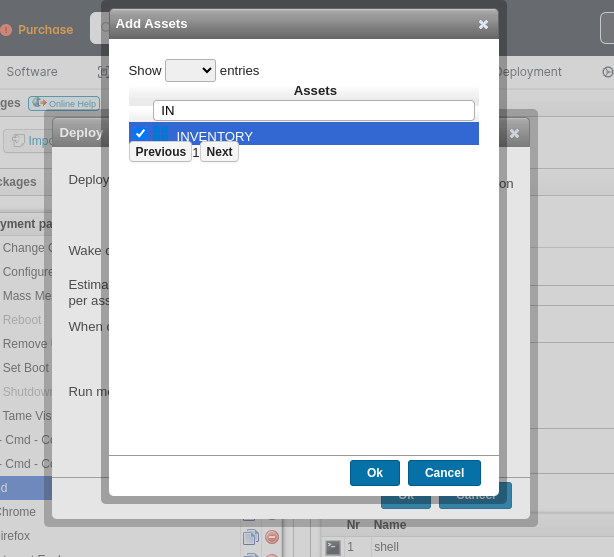 Add Assets
Purchase
Show entries
Software
Deployment
Assets
ges Online Help
IN
INVENTORY
Deploy
Impo
Previous 1 Next
ckages
Deploy
on
yment pa
Change C
Wake o
Configure
Estima
Mass Me
per ass
Reboot
When o
Remove
Set Boot
Shutdow
Run mo
Tame Vis
- Cmd - Co
- Cmd - Co
Ok Cancel
d
Ok Cancel
Chrome
irefox
Nr Name
1 shell